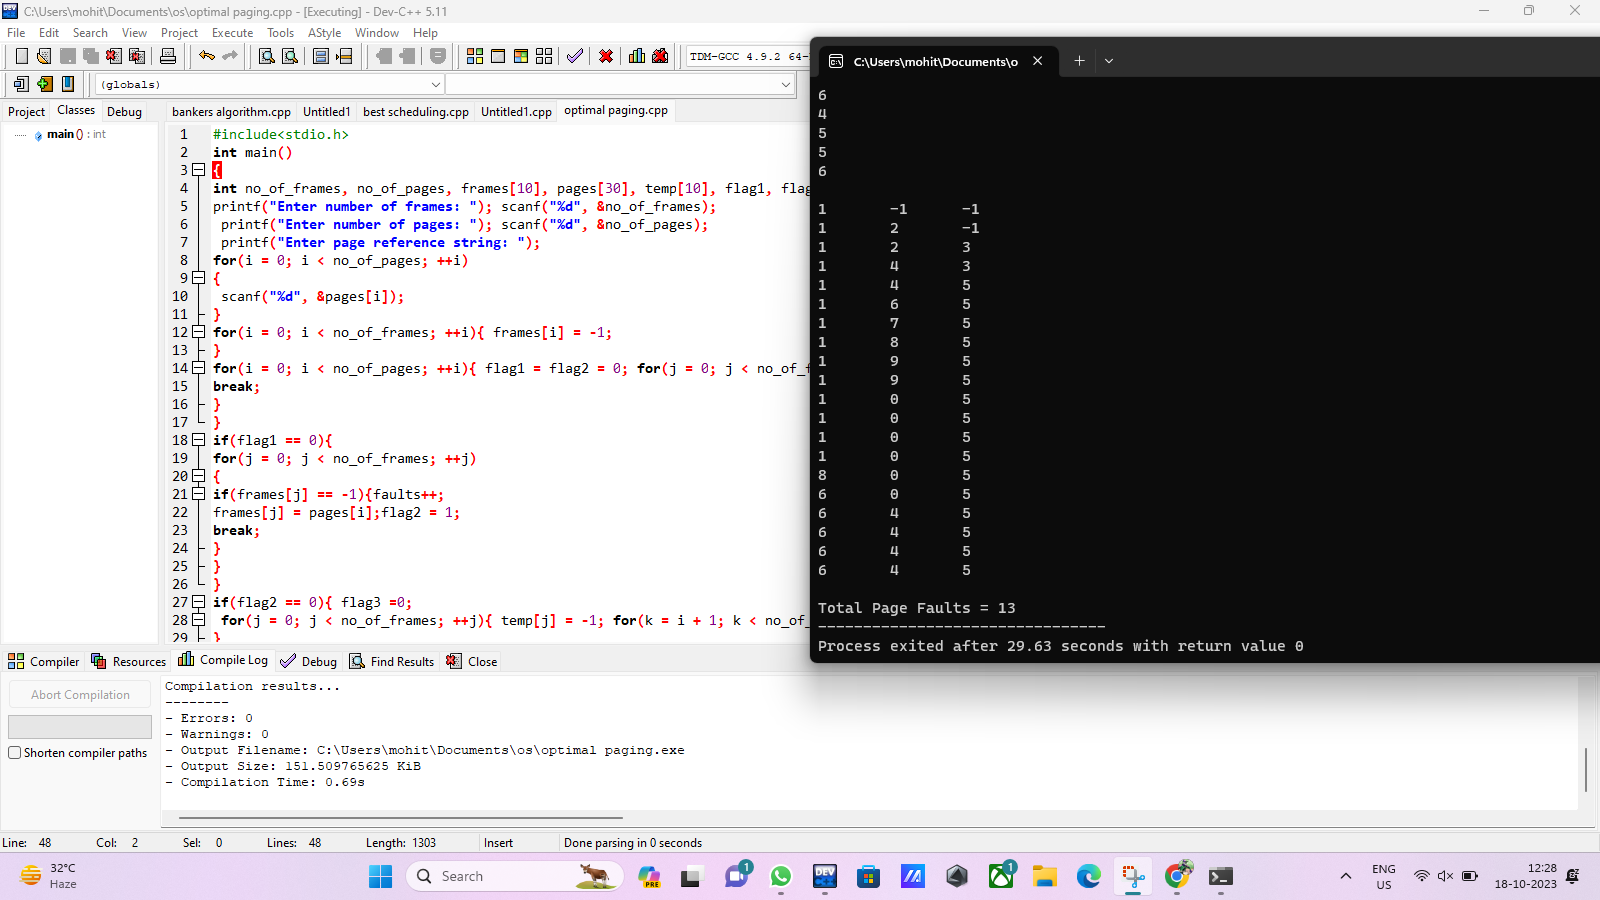 C:\Users\mohit\Documents\os\optimal paging.cpp - [Executing] - Dev-C++ 5.11
File Edit Search View Project Execute Tools AStyle Window Help
TDM-GCC 4.9.2 64-
(globals)
Project Classes Debug
main () : int
bankers algorithm.cpp Untitled1 best scheduling.cpp Untitled1.cpp optimal paging.cpp
1 #include<stdio.h>
2 int main()
3 {
4 int no_of_frames, no_of_pages, frames[10], pages[30], temp[10], flag1, flag
5 printf("Enter number of frames: "); scanf("%d", &no_of_frames);
6 printf("Enter number of pages: "); scanf("%d", &no_of_pages);
7 printf("Enter page reference string: ");
8 for(i = 0; i < no_of_pages; ++i)
9 {
10 scanf("%d", &pages[i]);
11 }
12 for(i = 0; i < no_of_frames; ++i){ frames[i] = -1;
13 }
14 for(i = 0; i < no_of_pages; ++i){ flag1 = flag2 = 0; for(j = 0; j < no_of_f
15 break;
16 }
17 }
18 if(flag1 == 0){
19 for(j = 0; j < no_of_frames; ++j)
20 {
21 if(frames[j] == -1){faults++;
22 frames[j] = pages[i];flag2 = 1;
23 break;
24 }
25 }
26 }
27 if(flag2 == 0){ flag3 =0;
28 for(j = 0; j < no_of_frames; ++j){ temp[j] = -1; for(k = i + 1; k < no_of_
29 }
C:\Users\mohit\Documents\o
6
4
5
5
6
1 -1 -1
1 2 -1
1 2 3
1 4 3
1 4 5
1 6 5
1 7 5
1 8 5
1 9 5
1 9 5
1 0 5
1 0 5
1 0 5
1 0 5
8 0 5
6 0 5
6 4 5
6 4 5
6 4 5
6 4 5
Total Page Faults = 13
--------------------------------
Process exited after 29.63 seconds with return value 0
Compiler Resources Compile Log Debug Find Results Close
Abort Compilation
Shorten compiler paths
Compilation results...
--------
- Errors: 0
- Warnings: 0
- Output Filename: C:\Users\mohit\Documents\os\optimal paging.exe
- Output Size: 151.509765625 KiB
- Compilation Time: 0.69s
Line: 48 Col: 2 Sel: 0 Lines: 48 Length: 1303 Insert Done parsing in 0 seconds
32°C
Haze
Search
PRE
1
DEV
1
ENG
US
12:28
18-10-2023